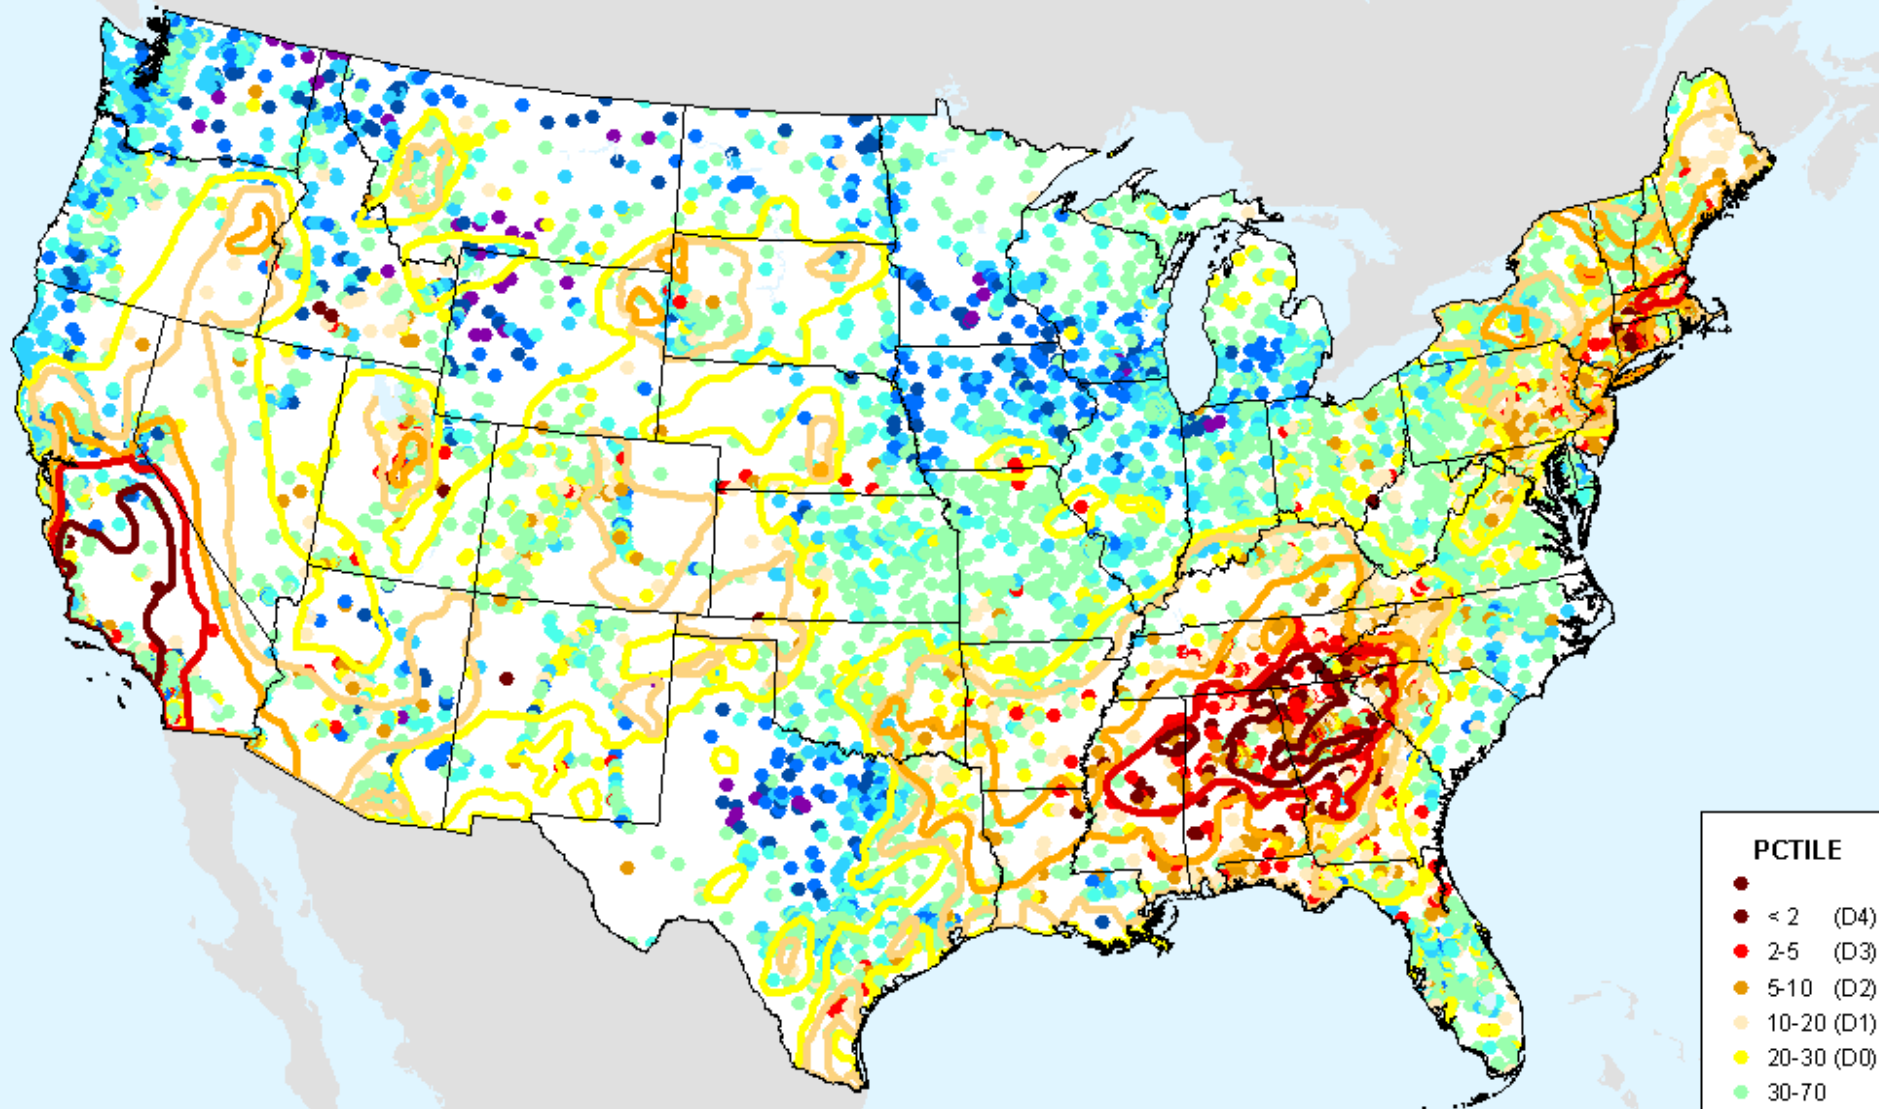 PCTILE
< 2 (D4)
2-5 (D3)
5-10 (D2)
10-20 (D1)
20-30 (D0)
30-70